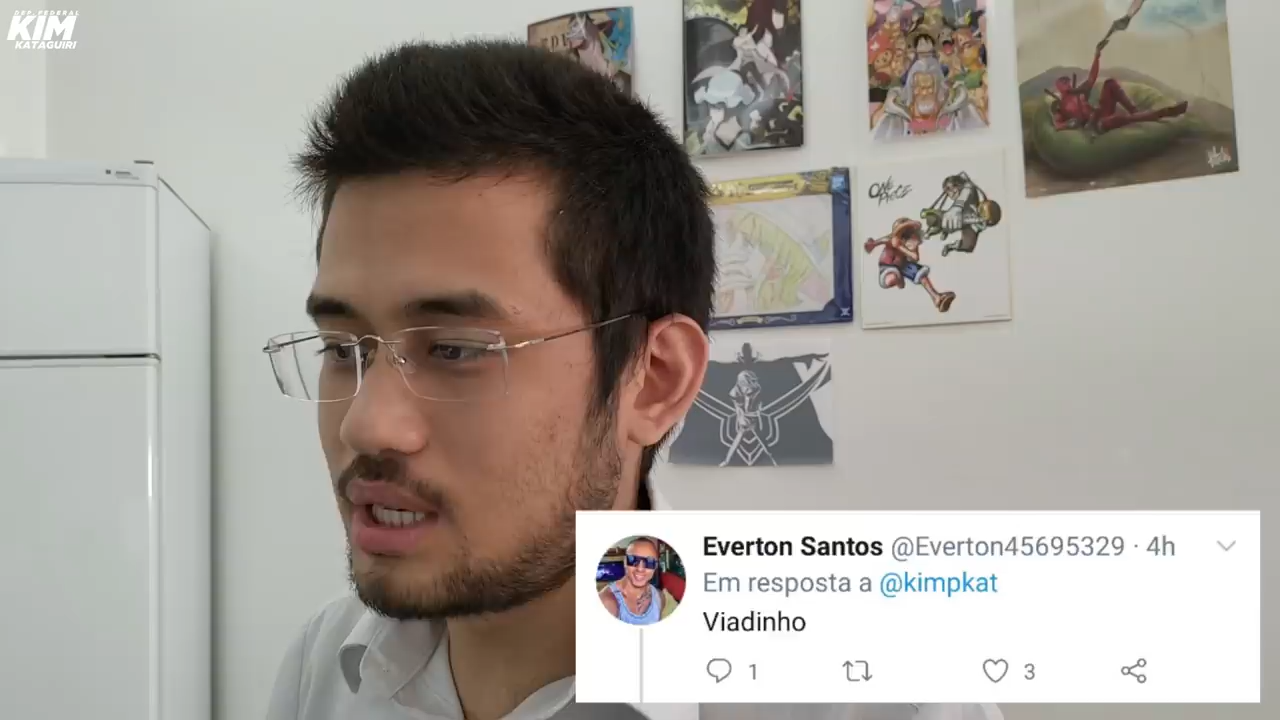 DEP. FEDERAL
KIM
KATAGUIRI
ONE
PIECE
Everton Santos @Everton45695329 · 4h
Em resposta a @kimpkat
Viadinho
1
3